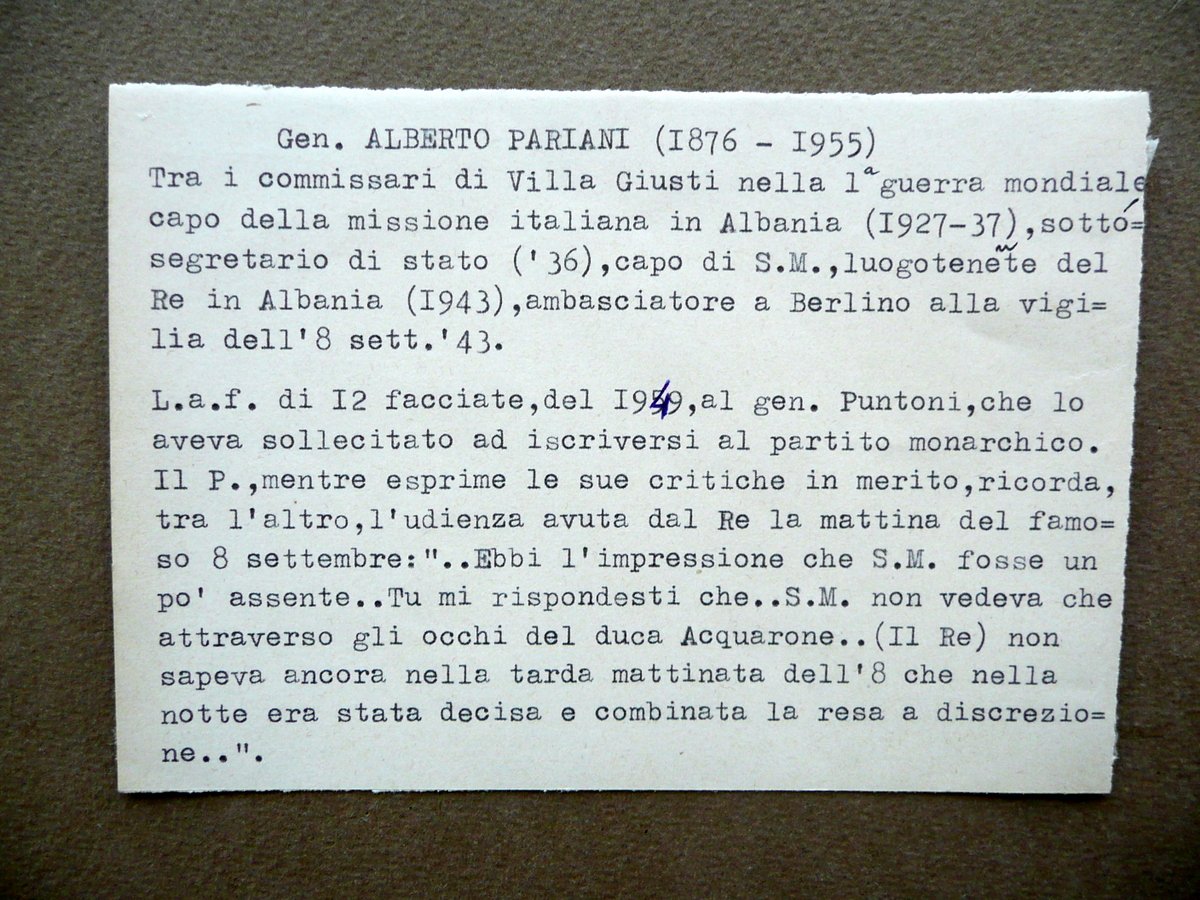 Gen. ALBERTO PARIANI (I876 - I955)
Tra i commissari di Villa Giusti nella 1ª guerra mondiale
capo della missione italiana in Albania (I927-37),sotto=
segretario di stato ('36),capo di S.M.,luogotenente del
Re in Albania (I943),ambasciatore a Berlino alla vigi=
lia dell'8 sett.'43.
L.a.f. di I2 facciate,del I949,al gen. Puntoni,che lo
aveva sollecitato ad iscriversi al partito monarchico.
Il P.,mentre esprime le sue critiche in merito,ricorda,
tra l'altro,l'udienza avuta dal Re la mattina del famo=
so 8 settembre:"..Ebbi l'impressione che S.M. fosse un
po' assente..Tu mi rispondesti che..S.M. non vedeva che
attraverso gli occhi del duca Acquarone..(Il Re) non
sapeva ancora nella tarda mattinata dell'8 che nella
notte era stata decisa e combinata la resa a discrezio=
ne..".